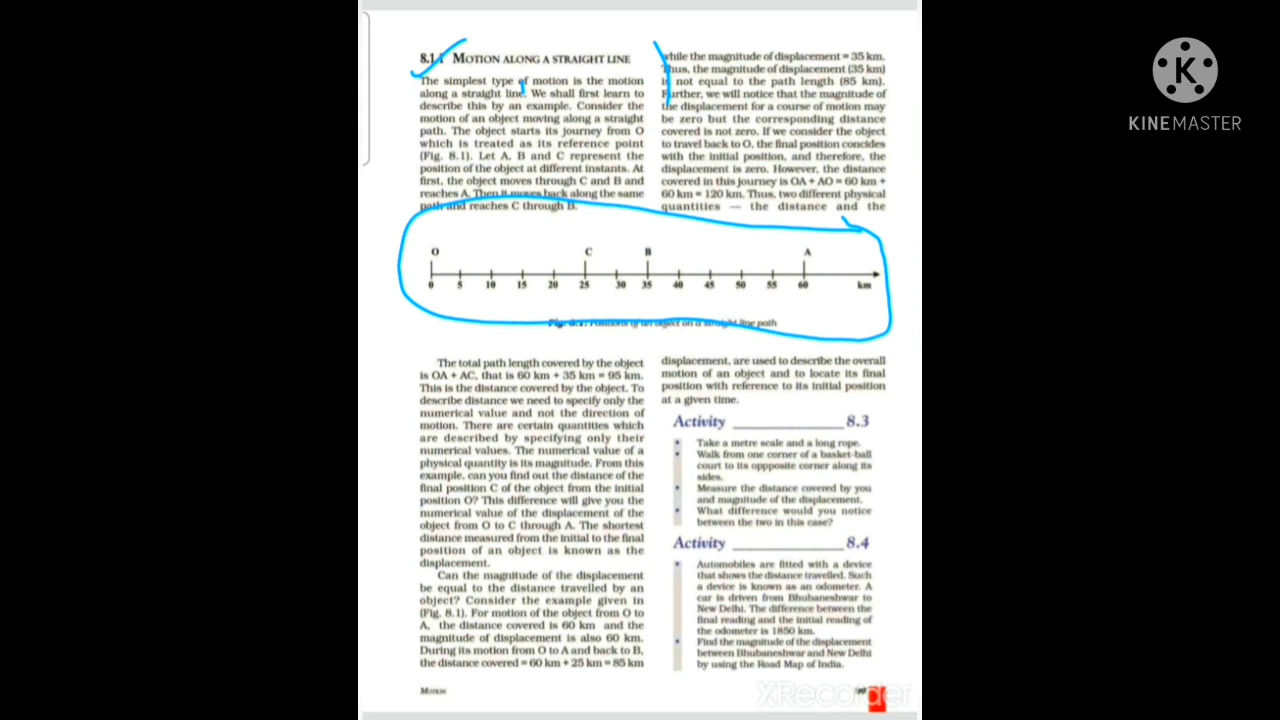 8.1.1 MOTION ALONG A STRAIGHT LINE
The simplest type of motion is the motion
along a straight line. We shall first learn to
describe this by an example. Consider the
motion of an object moving along a straight
path. The object starts its journey from O
which is treated as its reference point
(Fig. 8.1). Let A, B and C represent the
position of the object at different instants. At
first, the object moves through C and B and
reaches A. Then it moves back along the same
path and reaches C through B.
while the magnitude of displacement = 35 km.
Thus, the magnitude of displacement (35 km)
is not equal to the path length (85 km).
Further, we will notice that the magnitude of
the displacement for a course of motion may
be zero but the corresponding distance
covered is not zero. If we consider the object
to travel back to O, the final position concides
with the initial position, and therefore, the
displacement is zero. However, the distance
covered in this journey is OA + AO = 60 km +
60 km = 120 km. Thus, two different physical
quantities — the distance and the
O C B A
0 5 10 15 20 25 30 35 40 45 50 55 60 km
Fig. 8.1: Positions of an object on a straight line path
The total path length covered by the object
is OA + AC, that is 60 km + 35 km = 95 km.
This is the distance covered by the object. To
describe distance we need to specify only the
numerical value and not the direction of
motion. There are certain quantities which
are described by specifying only their
numerical values. The numerical value of a
physical quantity is its magnitude. From this
example, can you find out the distance of the
final position C of the object from the initial
position O? This difference will give you the
numerical value of the displacement of the
object from O to C through A. The shortest
distance measured from the initial to the final
position of an object is known as the
displacement.
Can the magnitude of the displacement
be equal to the distance travelled by an
object? Consider the example given in
(Fig. 8.1). For motion of the object from O to
A, the distance covered is 60 km and the
magnitude of displacement is also 60 km.
During its motion from O to A and back to B,
the distance covered = 60 km + 25 km = 85 km
displacement, are used to describe the overall
motion of an object and to locate its final
position with reference to its initial position
at a given time.
Activity ____________ 8.3
• Take a metre scale and a long rope.
• Walk from one corner of a basket-ball
court to its oppposite corner along its
sides.
• Measure the distance covered by you
and magnitude of the displacement.
• What difference would you notice
between the two in this case?
Activity ____________ 8.4
• Automobiles are fitted with a device
that shows the distance travelled. Such
a device is known as an odometer. A
car is driven from Bhubaneshwar to
New Delhi. The difference between the
final reading and the initial reading of
the odometer is 1850 km.
• Find the magnitude of the displacement
between Bhubaneshwar and New Delhi
by using the Road Map of India.
MOTION
XRecorder
K
KINEMASTER